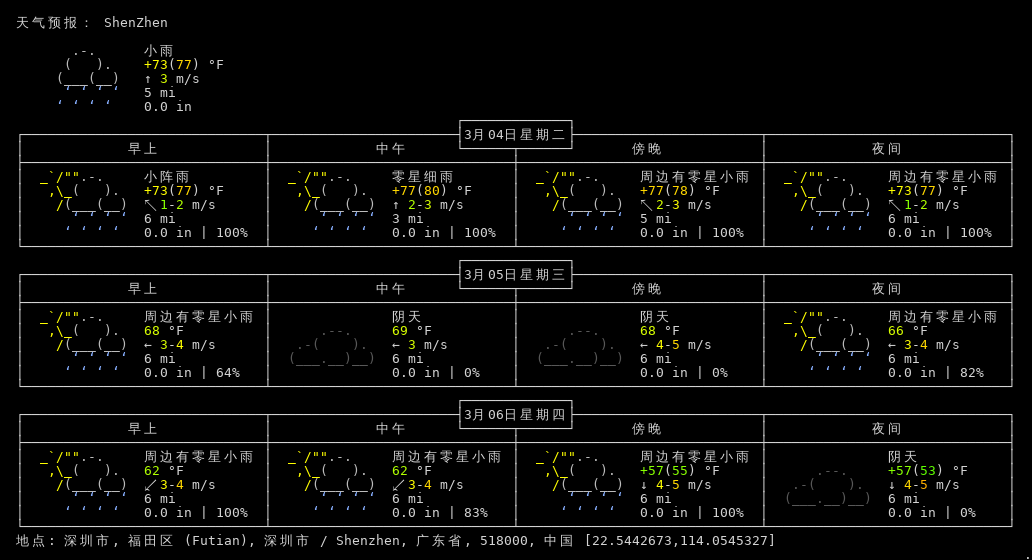 天气预报： ShenZhen
小雨
+73(77) °F
↑ 3 m/s
5 mi
0.0 in
3月04日星期二
早上 中午 傍晚 夜间
小阵雨 零星细雨 周边有零星小雨 周边有零星小雨
+73(77) °F +77(80) °F +77(78) °F +73(77) °F
↖ 1-2 m/s ↑ 2-3 m/s ↖ 2-3 m/s ↖ 1-2 m/s
6 mi 3 mi 5 mi 6 mi
0.0 in | 100% 0.0 in | 100% 0.0 in | 100% 0.0 in | 100%
3月05日星期三
早上 中午 傍晚 夜间
周边有零星小雨 阴天 阴天 周边有零星小雨
68 °F 69 °F 68 °F 66 °F
← 3-4 m/s ← 3 m/s ← 4-5 m/s ← 3-4 m/s
6 mi 6 mi 6 mi 6 mi
0.0 in | 64% 0.0 in | 0% 0.0 in | 0% 0.0 in | 82%
3月06日星期四
早上 中午 傍晚 夜间
周边有零星小雨 周边有零星小雨 周边有零星小雨 阴天
62 °F 62 °F +57(55) °F +57(53) °F
↙ 3-4 m/s ↙ 3-4 m/s ↓ 4-5 m/s ↓ 4-5 m/s
6 mi 6 mi 6 mi 6 mi
0.0 in | 100% 0.0 in | 83% 0.0 in | 100% 0.0 in | 0%
地点: 深圳市, 福田区 (Futian), 深圳市 / Shenzhen, 广东省, 518000, 中国 [22.5442673,114.0545327]